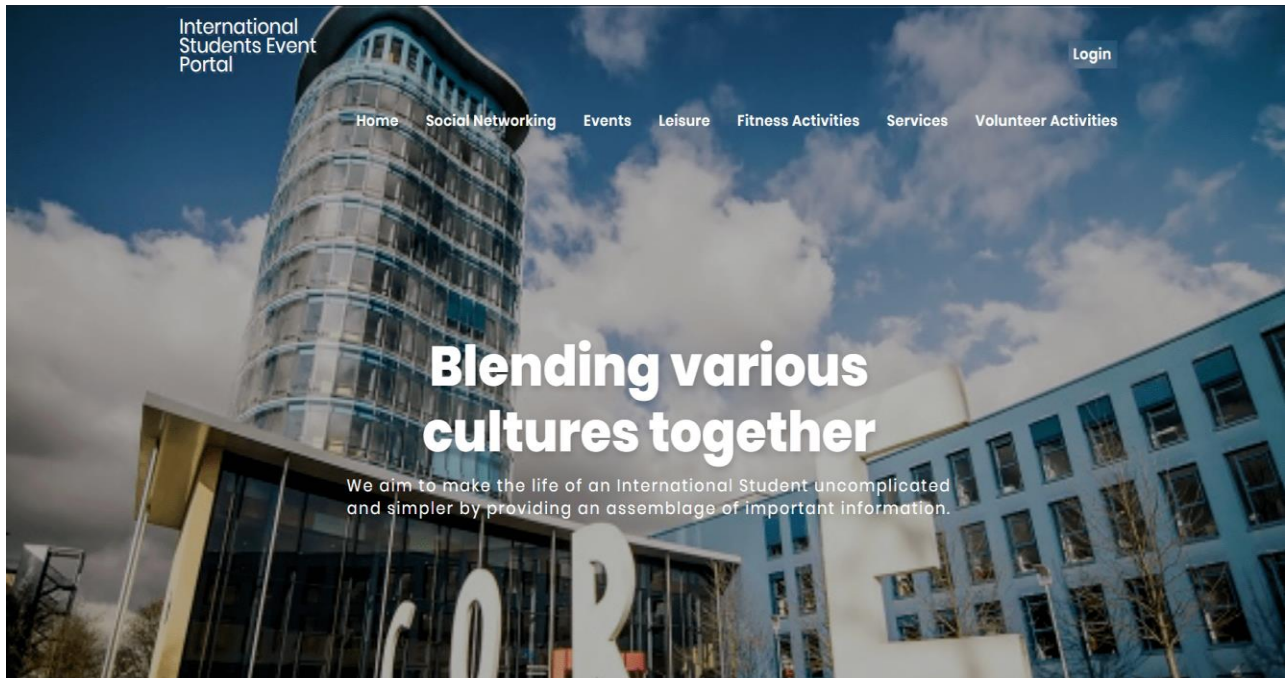 International
Students Event
Portal
Login
Home Social Networking Events Leisure Fitness Activities Services Volunteer Activities
Blending various
cultures together
We aim to make the life of an International Student uncomplicated
and simpler by providing an assemblage of important information.
cORE